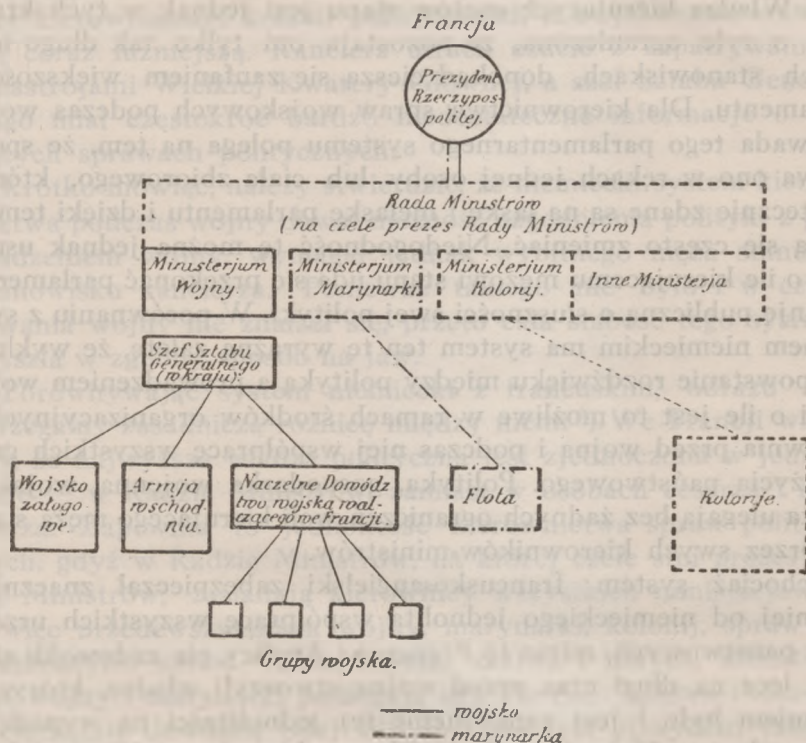 Francja
Prezydent
Rzeczypos-
politej.
Rada Ministrów
(na czele prezes Rady Ministrów)
Ministerjum
Wojny.
Ministerjum
Marynarki.
Ministerjum
Kolonij.
Inne Ministerja
Szef Sztabu
Generalnego
(w kraju).
Wojsko
załogo
we.
Armja
wschod-
nia.
Naczelne Dowódz
two wojska wal-
czącego we Francji.
Flota
Kolonje.
Grupy wojska.
wojsko
marynarka